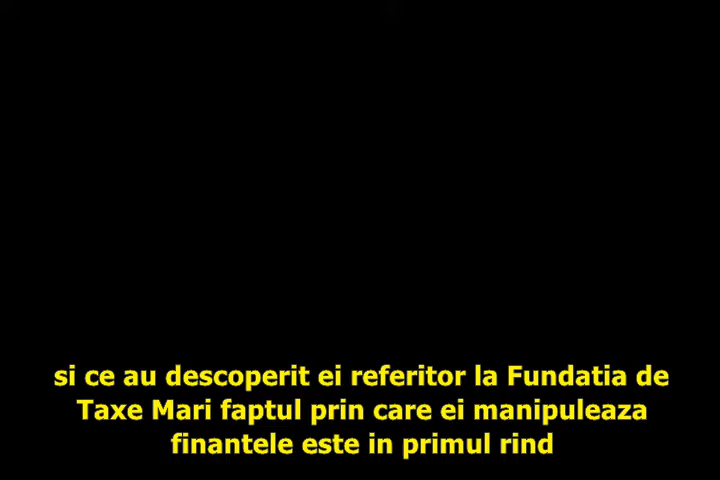 si ce au descoperit ei referitor la Fundatia de
Taxe Mari faptul prin care ei manipuleaza
finantele este in primul rind